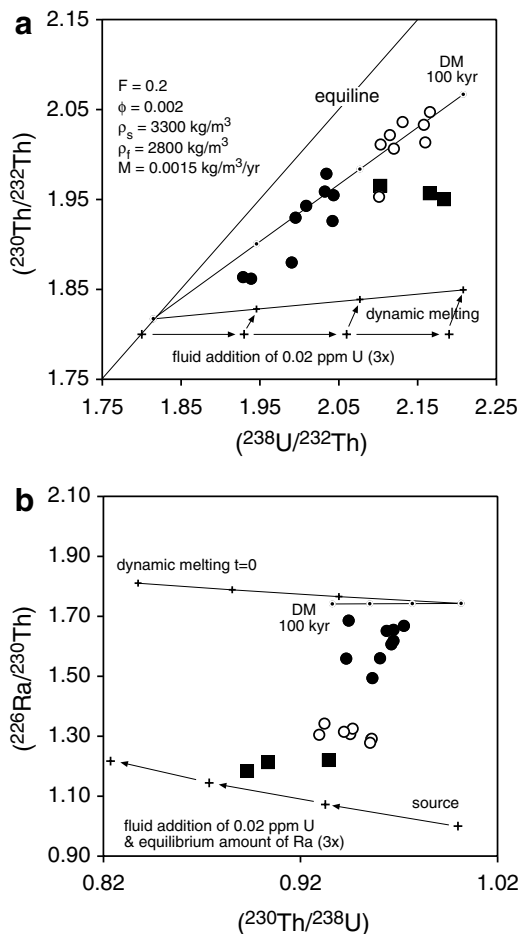 a
2.15
2.05
1.95
1.85
1.75
(²³⁰Th/²³²Th)
F = 0.2
ϕ = 0.002
ρs = 3300 kg/m³
ρf = 2800 kg/m³
M = 0.0015 kg/m³/yr
equiline
DM
100 kyr
dynamic melting
fluid addition of 0.02 ppm U (3x)
1.75 1.85 1.95 2.05 2.15 2.25
(²³⁸U/²³²Th)
b
2.10
1.90
1.70
1.50
1.30
1.10
0.90
(²²⁶Ra/²³⁰Th)
dynamic melting t=0
DM
100 kyr
source
fluid addition of 0.02 ppm U
& equilibrium amount of Ra (3x)
0.82 0.92 1.02
(²³⁰Th/²³⁸U)